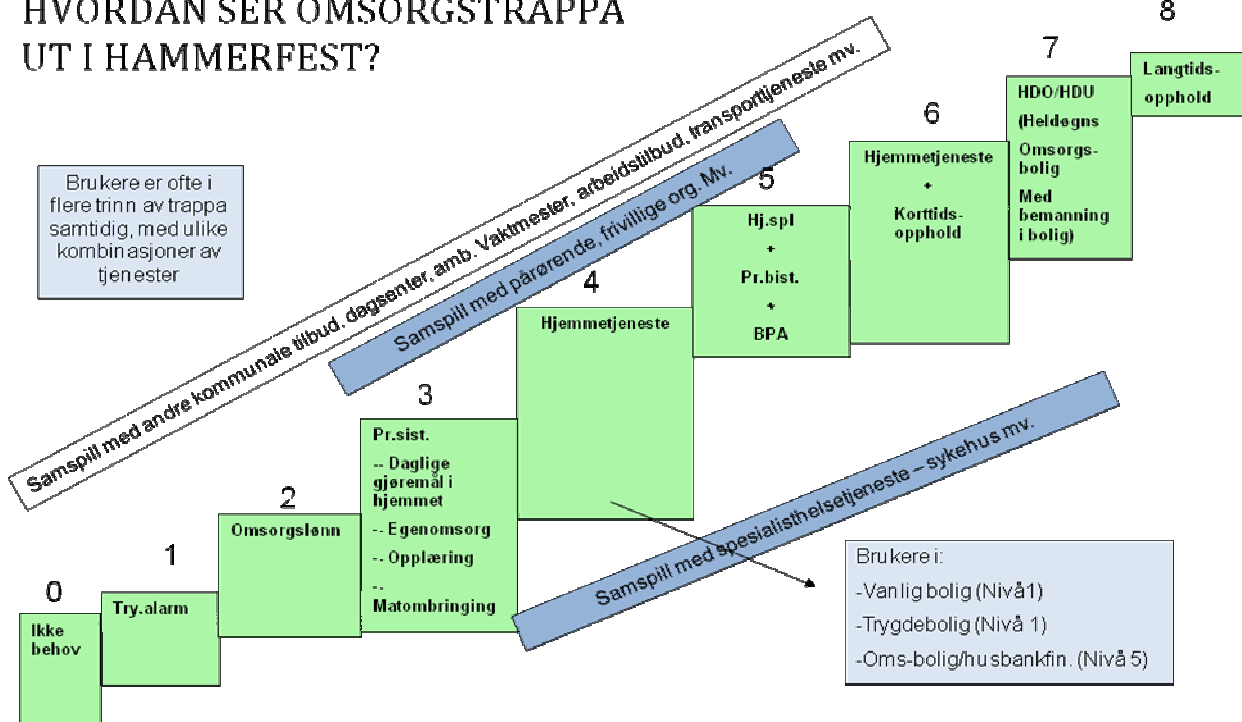 HVORDAN SER OMSORGSTRAPPA
UT I HAMMERFEST?
Brukere er ofte i
flere trinn av trappa
samtidig, med ulike
kombinasjoner av
tjenester
Samspill med andre kommunale tilbud, dagsenter, amb. Vaktmester, arbeidstilbud, transporttjeneste mv.
Samspill med pårørende, frivillige org. Mv.
0
Ikke
behov
1
Try.alarm
2
Omsorgslønn
3
Pr.sist.
-- Daglige
gjøremål i
hjemmet
-- Egenomsorg
-- Opplæring
--
Matombringing
4
Hjemmetjeneste
5
Hj.spl
+
Pr.bist.
+
BPA
6
Hjemmetjeneste
+
Korttids-
opphold
7
HDO/HDU
(Heldøgns
Omsorgs-
bolig
Med
bemanning
i bolig)
8
Langtids-
opphold
Samspill med spesialisthelsetjeneste – sykehus mv.
Brukere i:
-Vanlig bolig (Nivå1)
-Trygdebolig (Nivå 1)
-Oms-bolig/husbankfin. (Nivå 5)